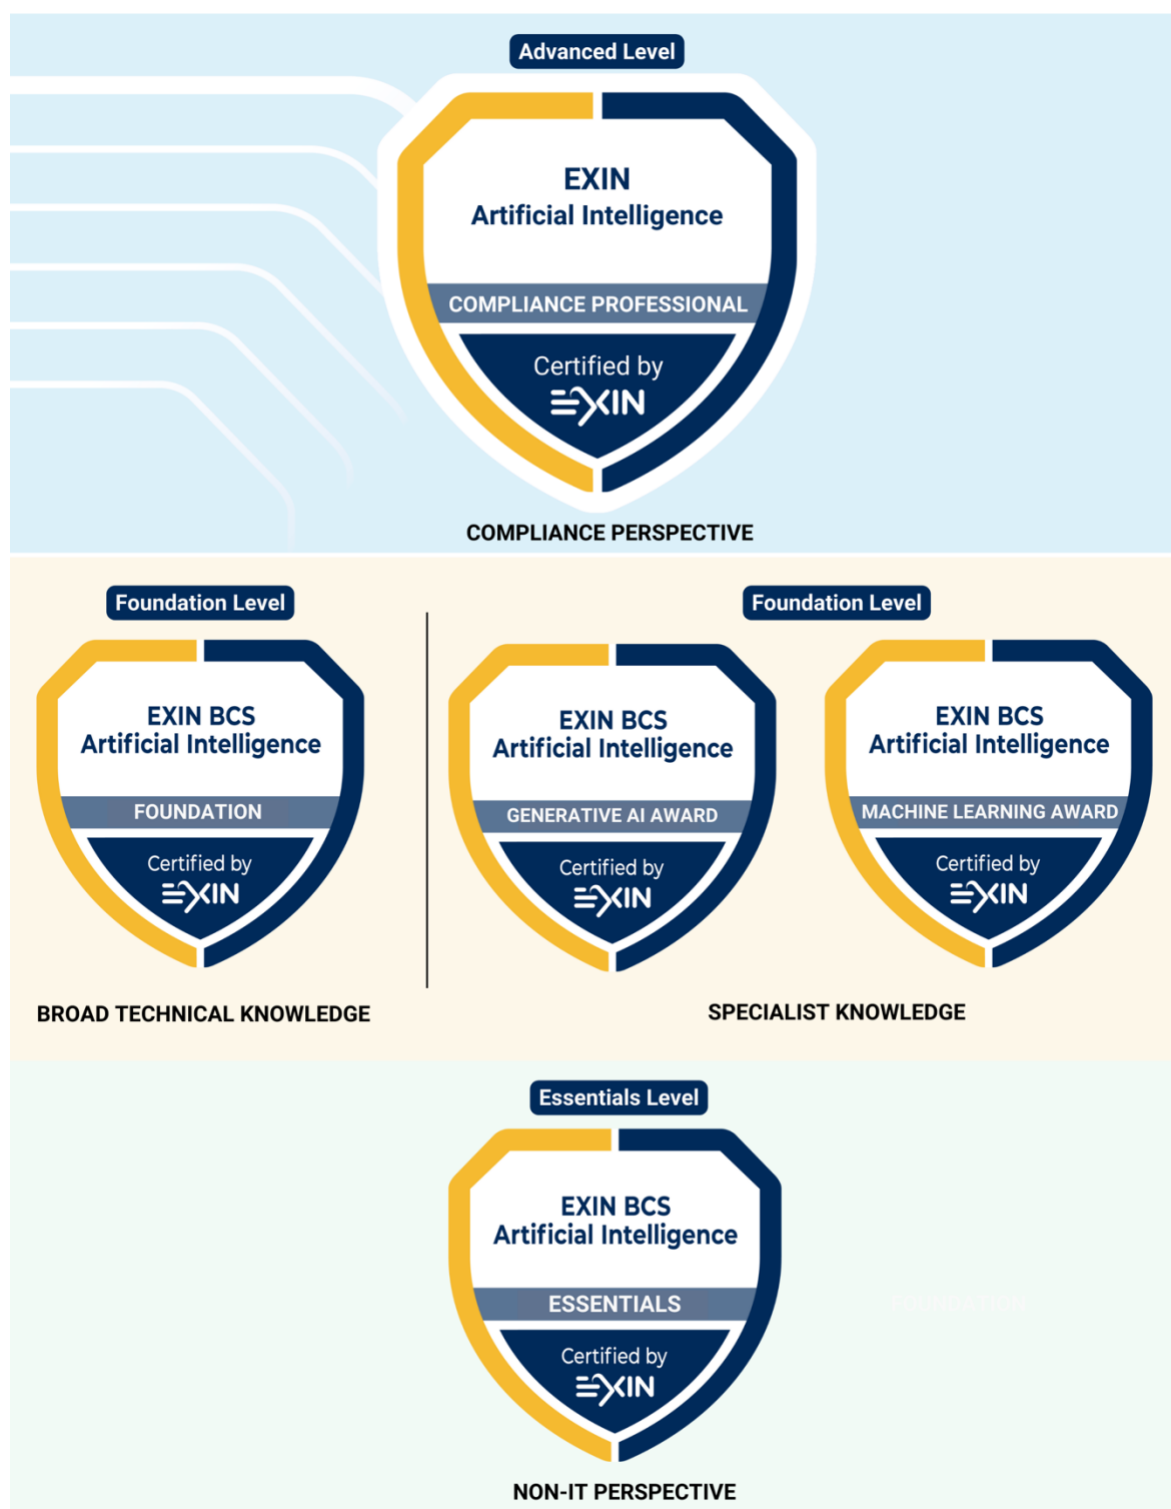 Advanced Level
EXIN
Artificial Intelligence
COMPLIANCE PROFESSIONAL
Certified by
EXIN
COMPLIANCE PERSPECTIVE
Foundation Level
EXIN BCS
Artificial Intelligence
FOUNDATION
Certified by
EXIN
BROAD TECHNICAL KNOWLEDGE
Foundation Level
EXIN BCS
Artificial Intelligence
GENERATIVE AI AWARD
Certified by
EXIN
EXIN BCS
Artificial Intelligence
MACHINE LEARNING AWARD
Certified by
EXIN
SPECIALIST KNOWLEDGE
Essentials Level
EXIN BCS
Artificial Intelligence
ESSENTIALS
Certified by
EXIN
FOUNDATION
NON-IT PERSPECTIVE